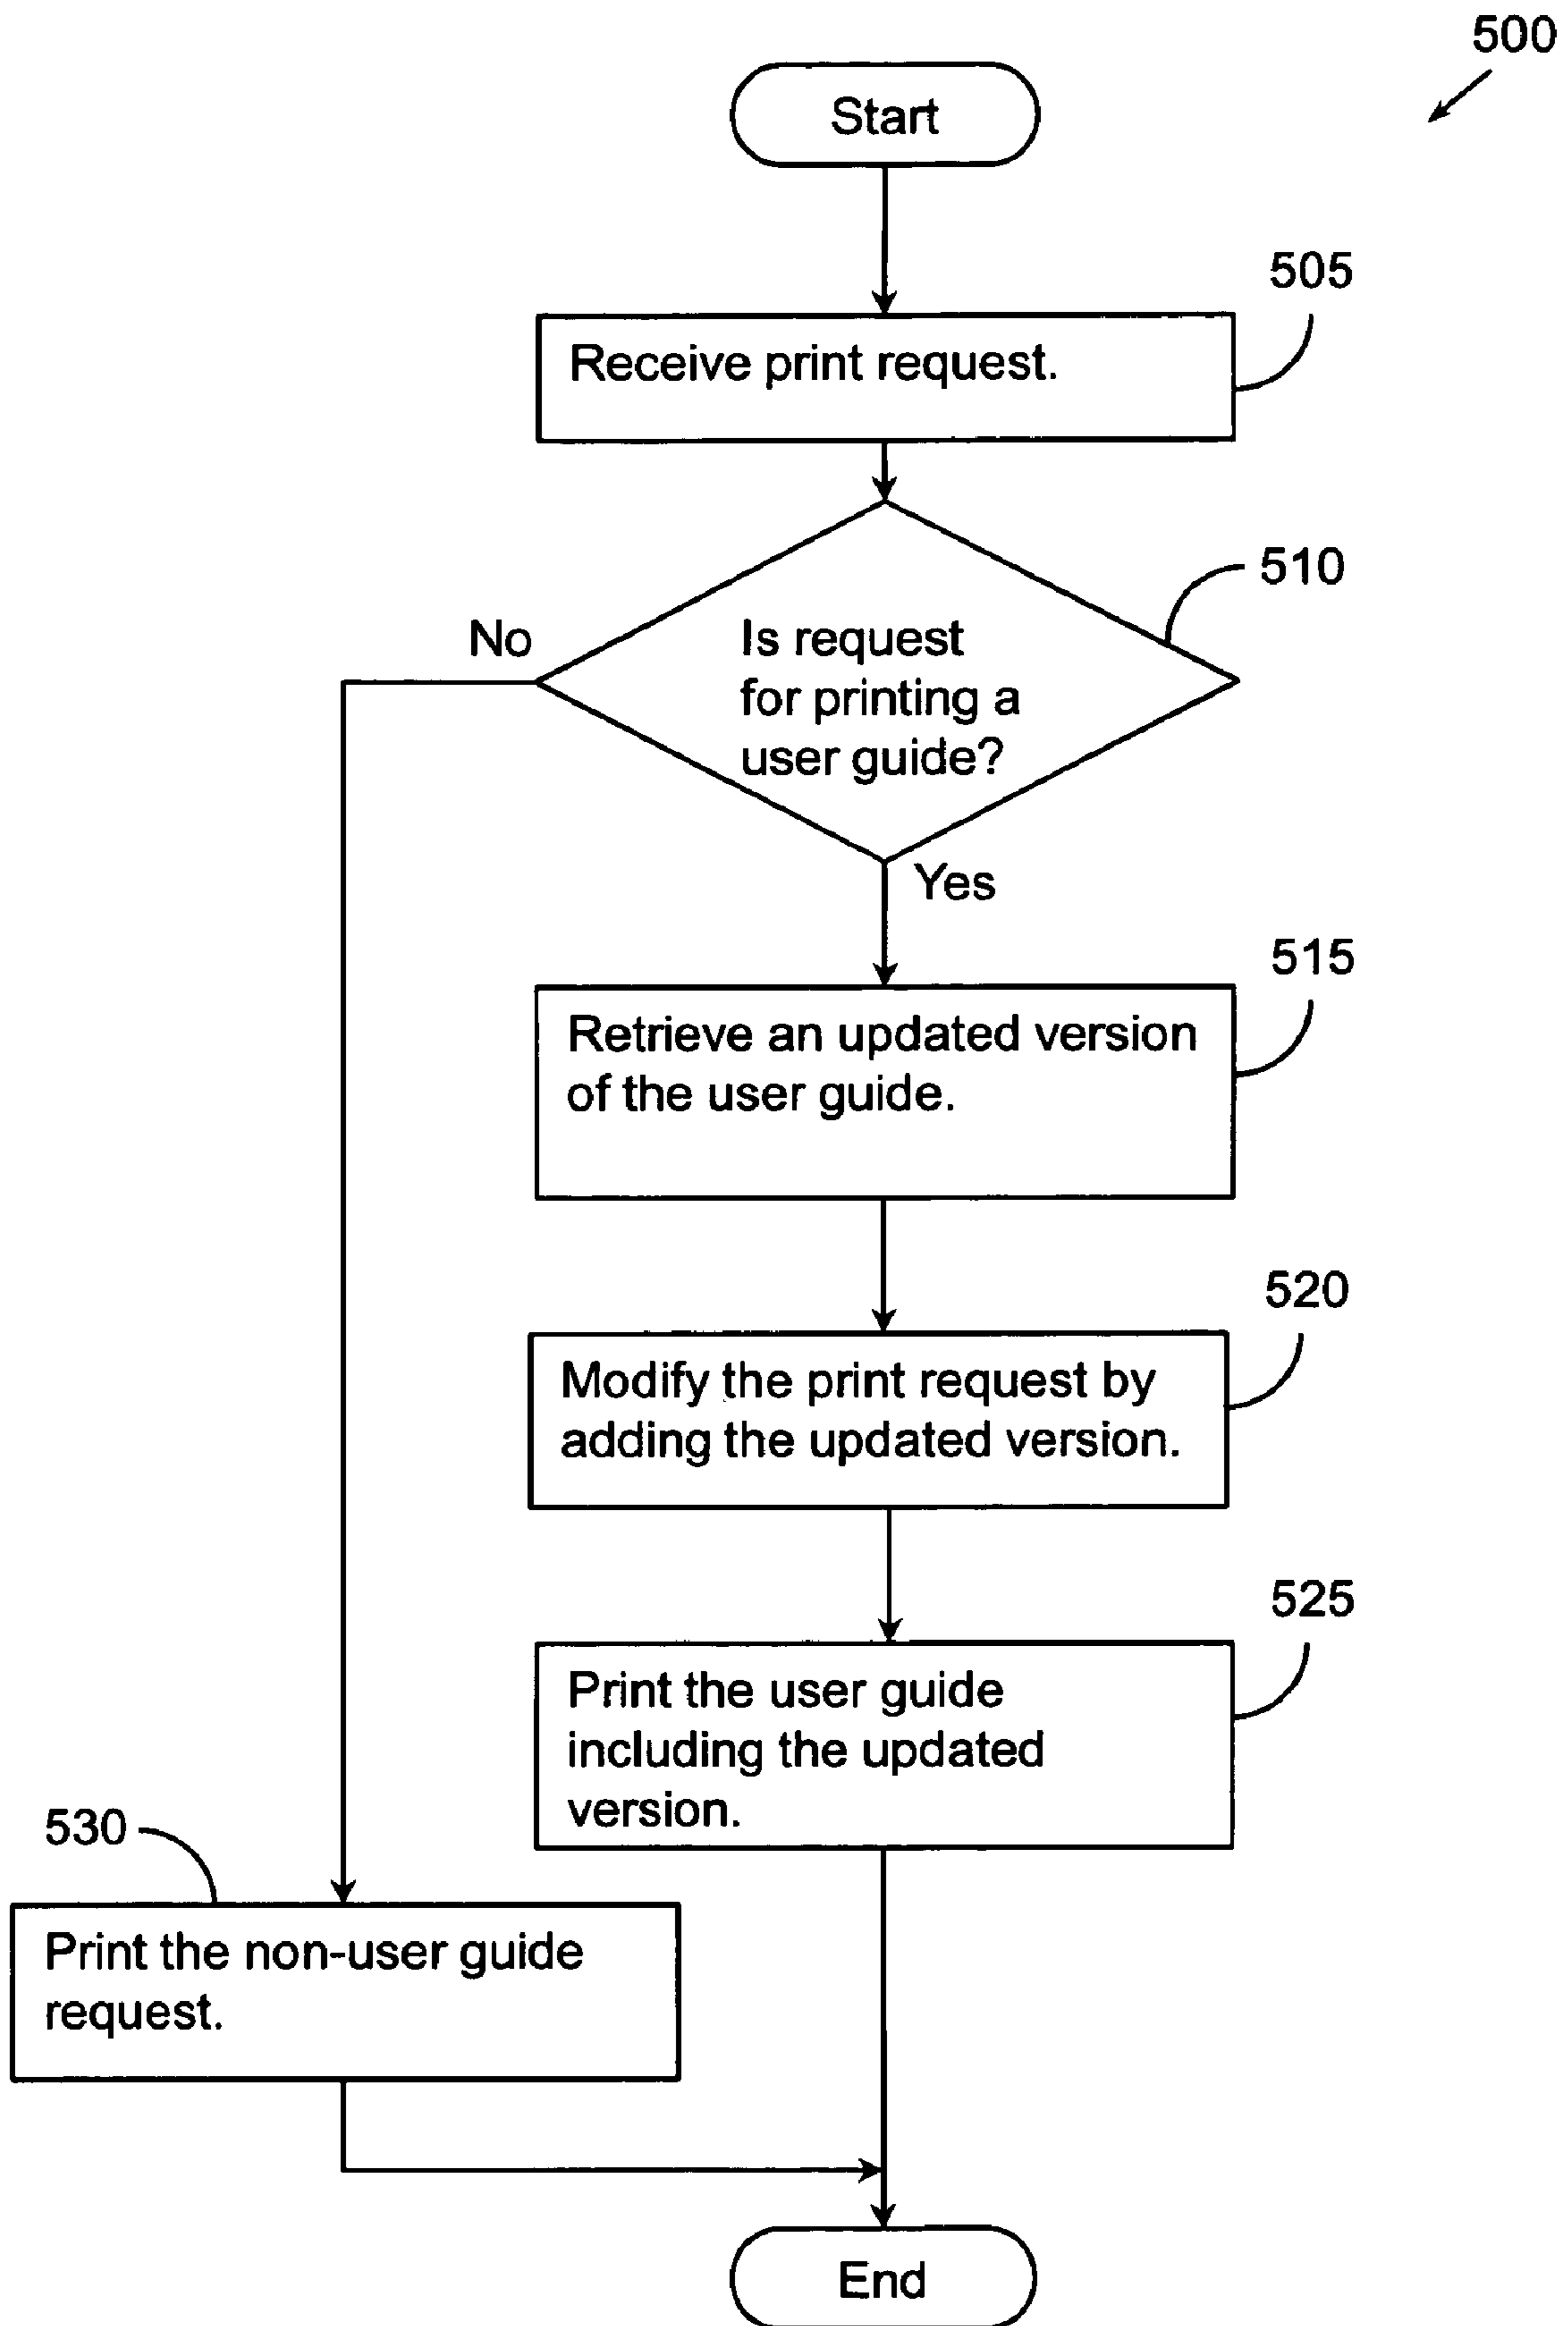 500
Start
505
Receive print request.
510
No
Is request
for printing a
user guide?
Yes
515
Retrieve an updated version
of the user guide.
520
Modify the print request by
adding the updated version.
525
Print the user guide
including the updated
version.
530
Print the non-user guide
request.
End